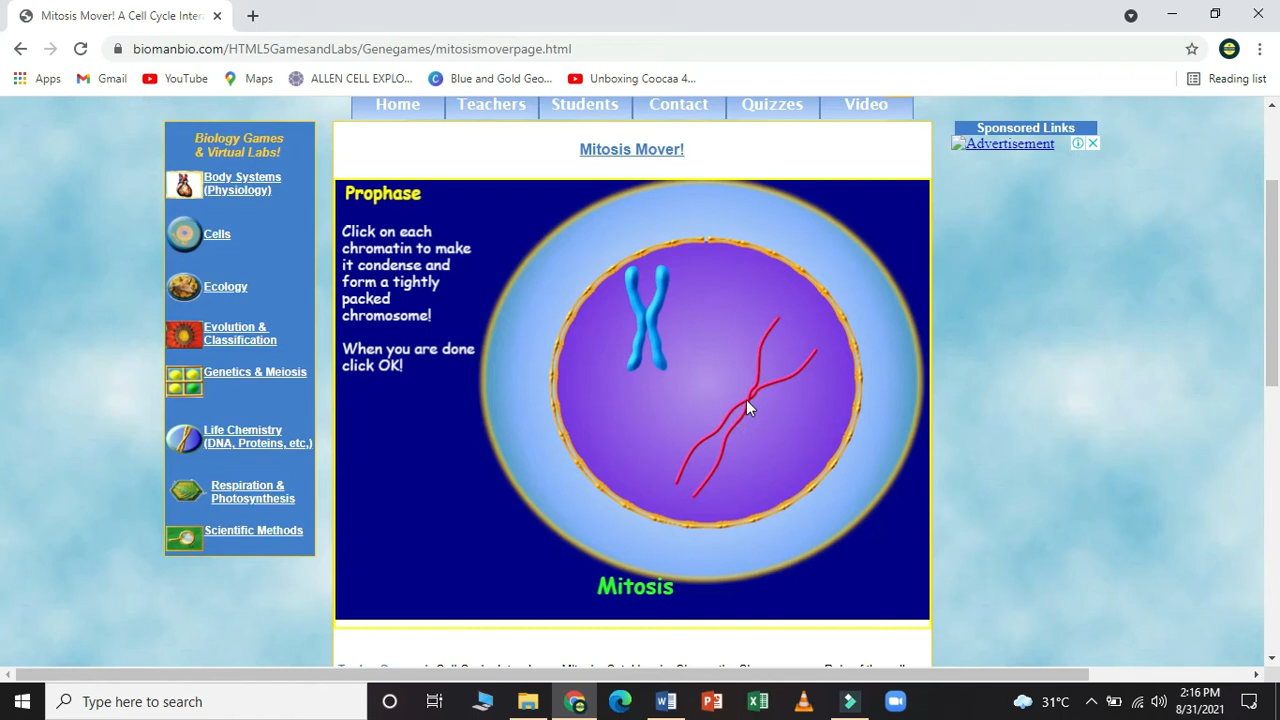 Mitosis Mover! A Cell Cycle Inter
biomanbio.com/HTML5GamesandLabs/Genegames/mitosismoverpage.html
Apps Gmail YouTube Maps ALLEN CELL EXPLO... Blue and Gold Geo... Unboxing Coocaa 4... Reading list
Home Teachers Students Contact Quizzes Video
Biology Games
& Virtual Labs!
Body Systems
(Physiology)
Cells
Ecology
Evolution &
Classification
Genetics & Meiosis
Life Chemistry
(DNA, Proteins, etc,)
Respiration &
Photosynthesis
Scientific Methods
Mitosis Mover!
Prophase
Click on each
chromatin to make
it condense and
form a tightly
packed
chromosome!
When you are done
click OK!
Mitosis
Sponsored Links
Advertisement
Type here to search
31°C
2:16 PM
8/31/2021